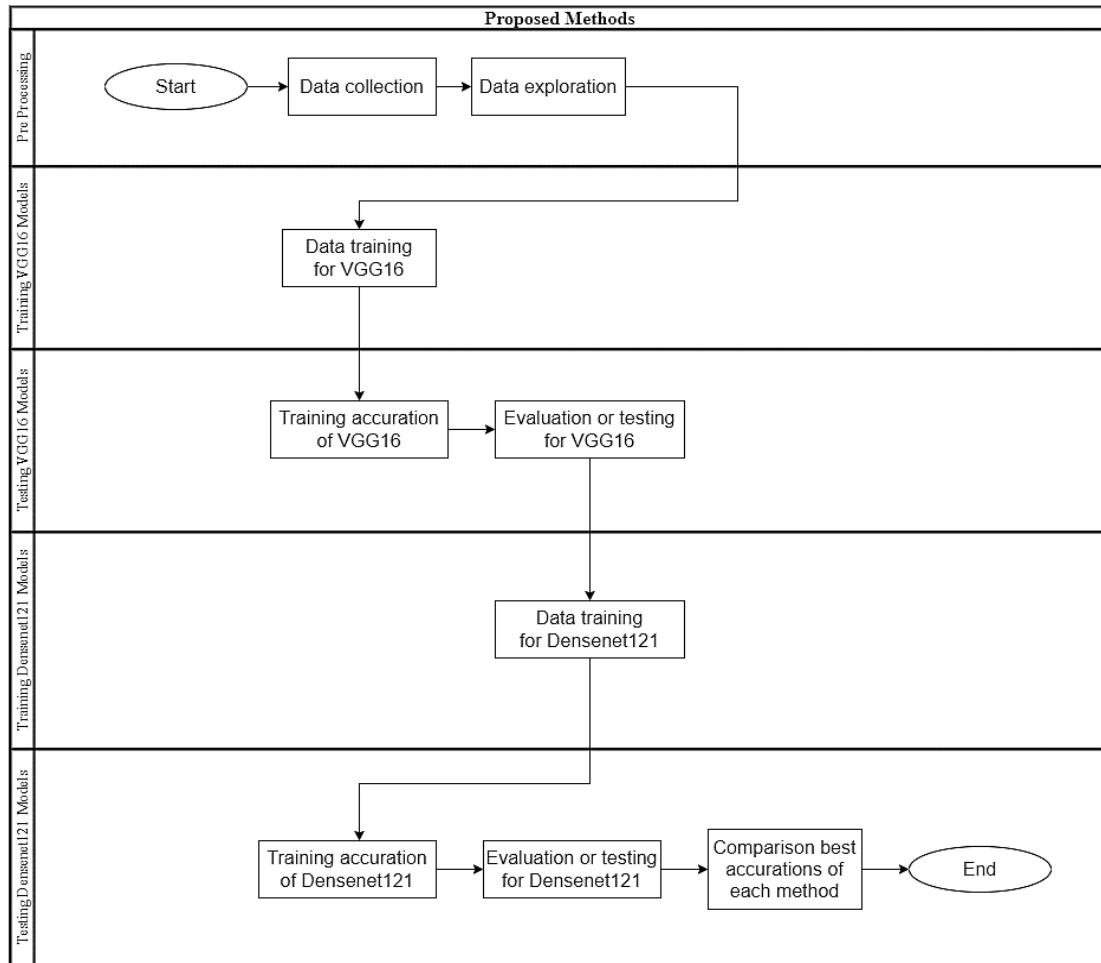 Proposed Methods
Pre Processing
Start
Data collection
Data exploration
Training VGG16 Models
Data training
for VGG16
Testing VGG16 Models
Training accuration
of VGG16
Evaluation or testing
for VGG16
Training Densenet121 Models
Data training
for Densenet121
Testing Densenet121 Models
Training accuration
of Densenet121
Evaluation or testing
for Densenet121
Comparison best
accurations of
each method
End